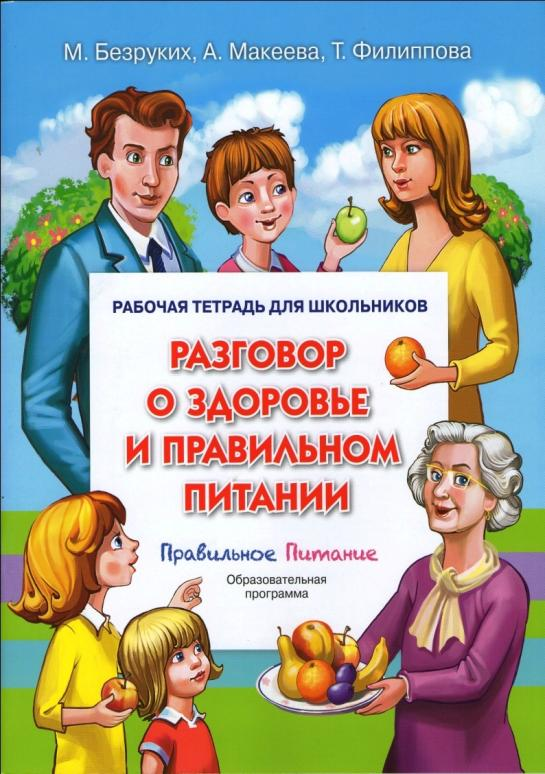 М. Безруких, А. Макеева, Т. Филиппова
РАБОЧАЯ ТЕТРАДЬ ДЛЯ ШКОЛЬНИКОВ
РАЗГОВОР
О ЗДОРОВЬЕ
И ПРАВИЛЬНОМ
ПИТАНИИ
Правильное Питание
Образовательная
программа